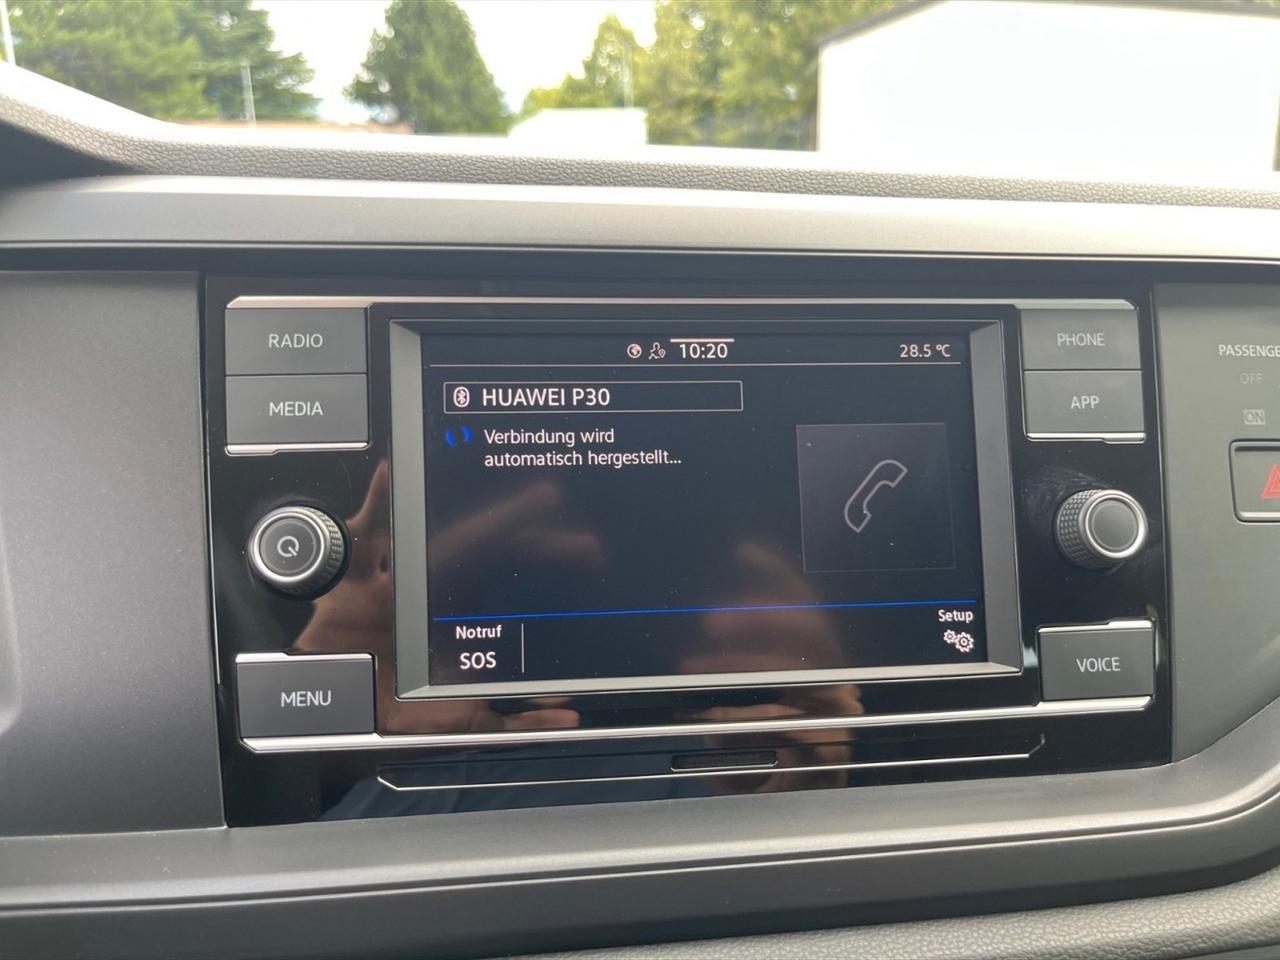 10:20
28.5 °C
RADIO
MEDIA
MENU
HUAWEI P30
Verbindung wird
automatisch hergestellt...
Notruf
SOS
Setup
PHONE
APP
VOICE
OFF
ON